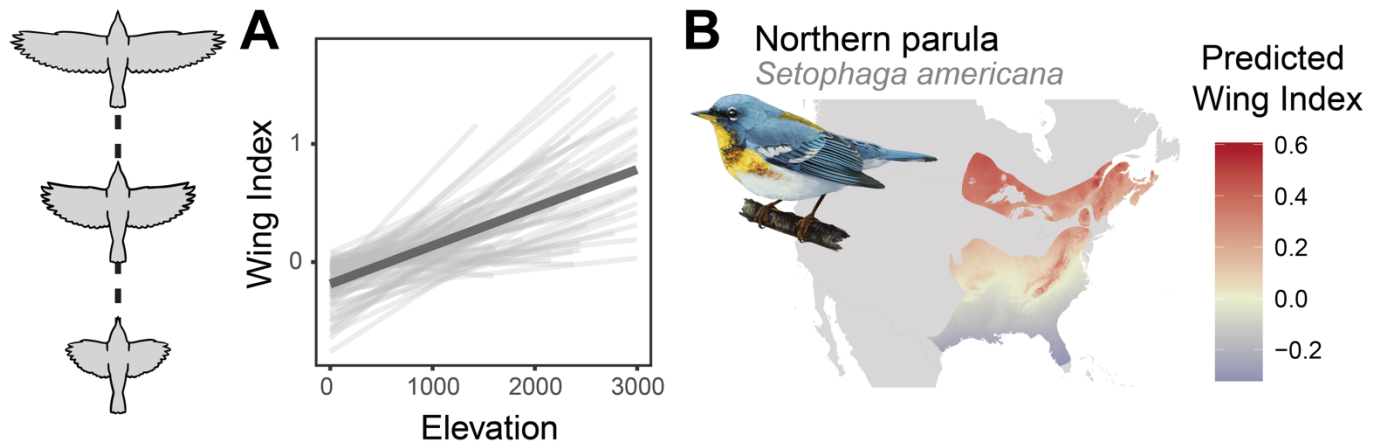 A
Wing Index
1
0
0
1000
2000
3000
Elevation
B
Northern parula
Setophaga americana
Predicted
Wing Index
0.6
0.4
0.2
0.0
−0.2